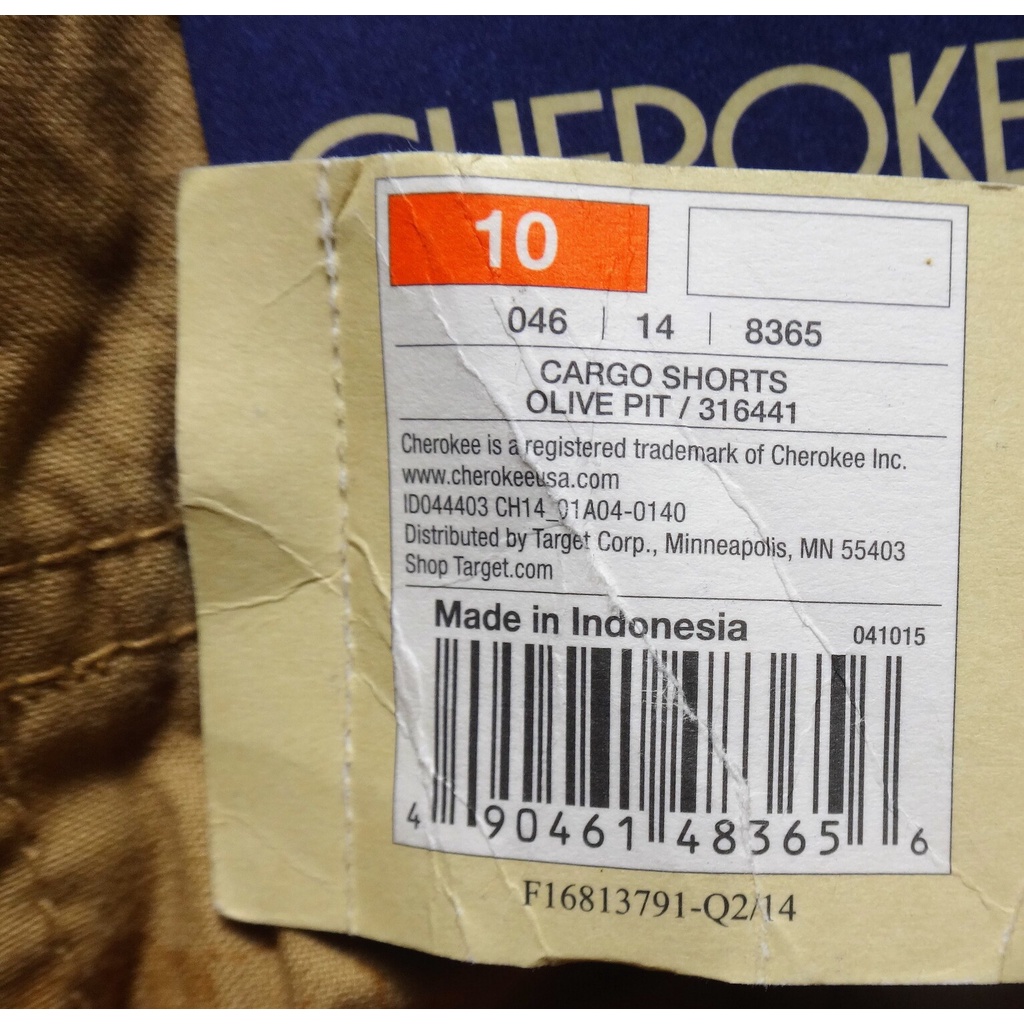 CHEROKE
10
046 | 14 | 8365
CARGO SHORTS
OLIVE PIT / 316441
Cherokee is a registered trademark of Cherokee Inc.
www.cherokeeusa.com
ID044403 CH14_01A04-0140
Distributed by Target Corp., Minneapolis, MN 55403
Shop Target.com
Made in Indonesia 041015
4 90461 48365 6
F16813791-Q2/14